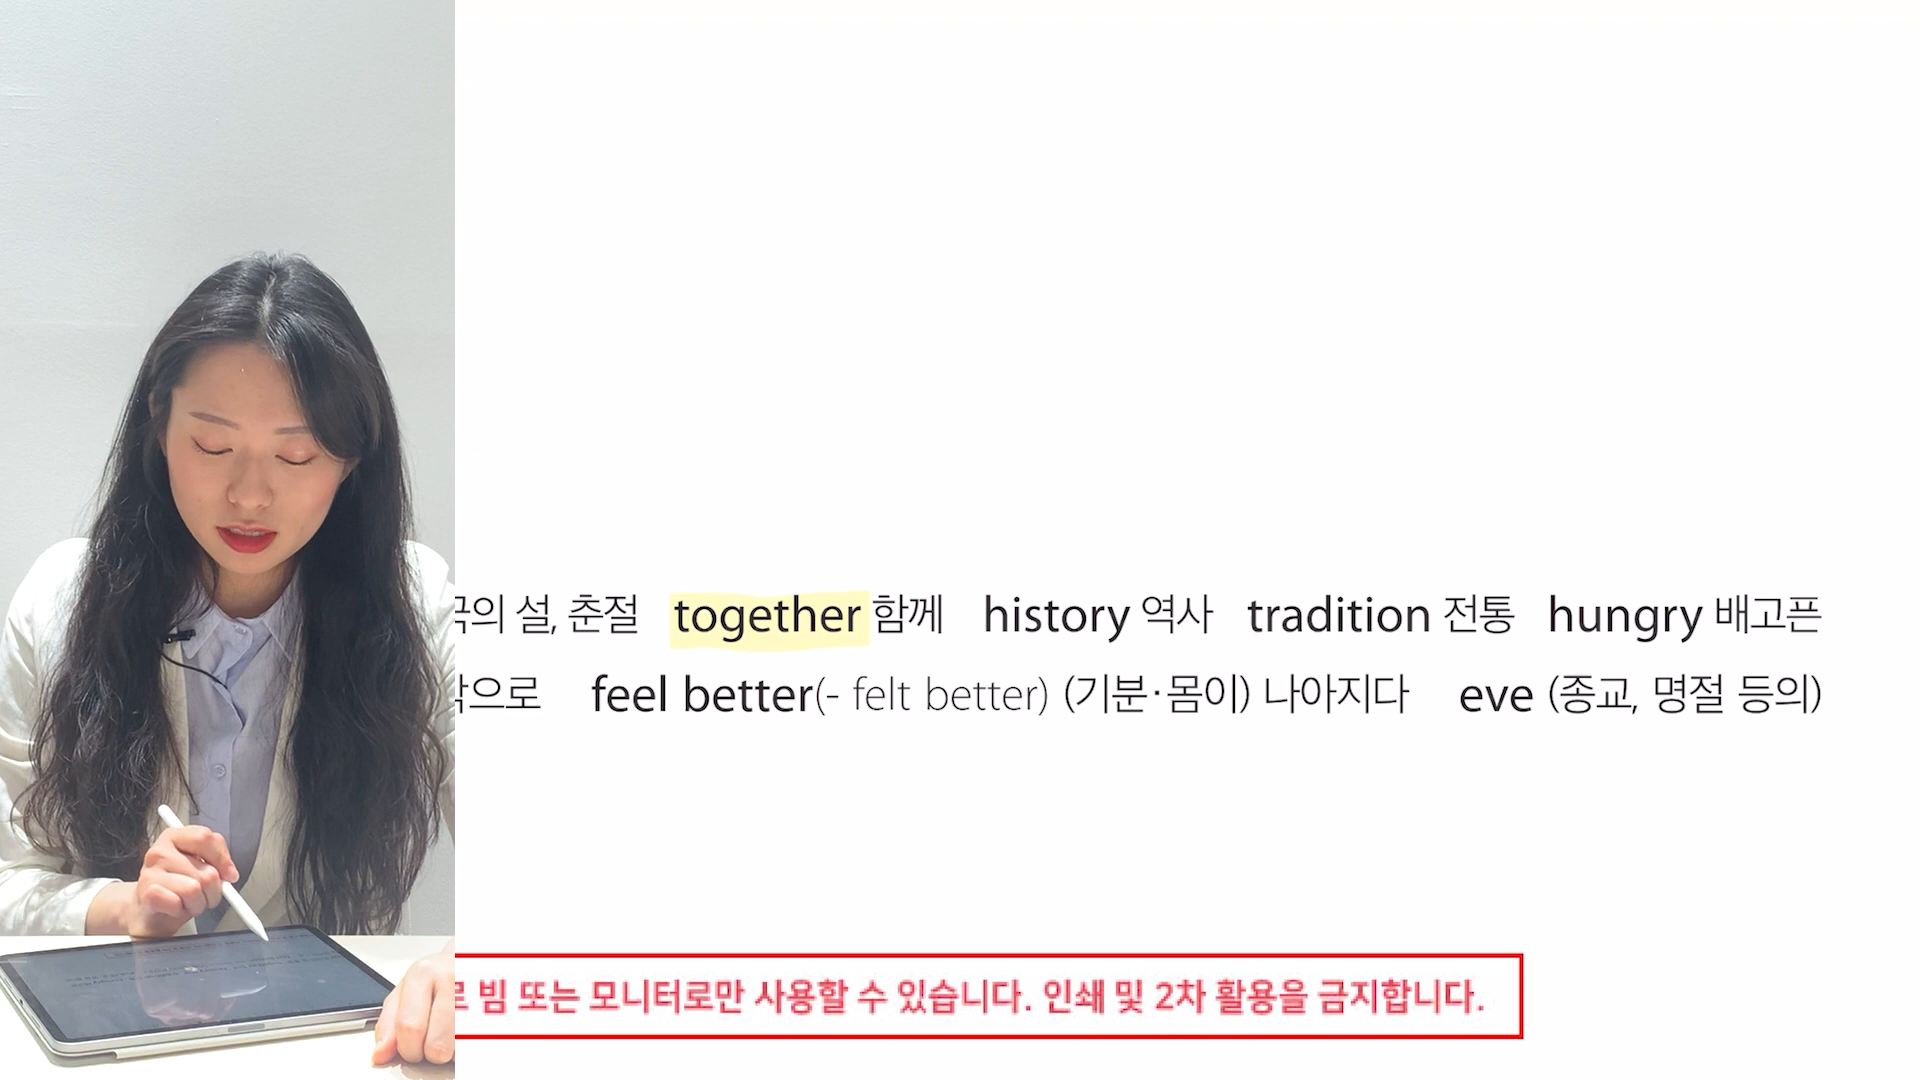 설, 춘절 together 함께 history 역사 tradition 전통 hungry 배고픈
feel better(- felt better) (기분·몸이) 나아지다 eve (종교, 명절 등의)
빔 또는 모니터로만 사용할 수 있습니다. 인쇄 및 2차 활용을 금지합니다.